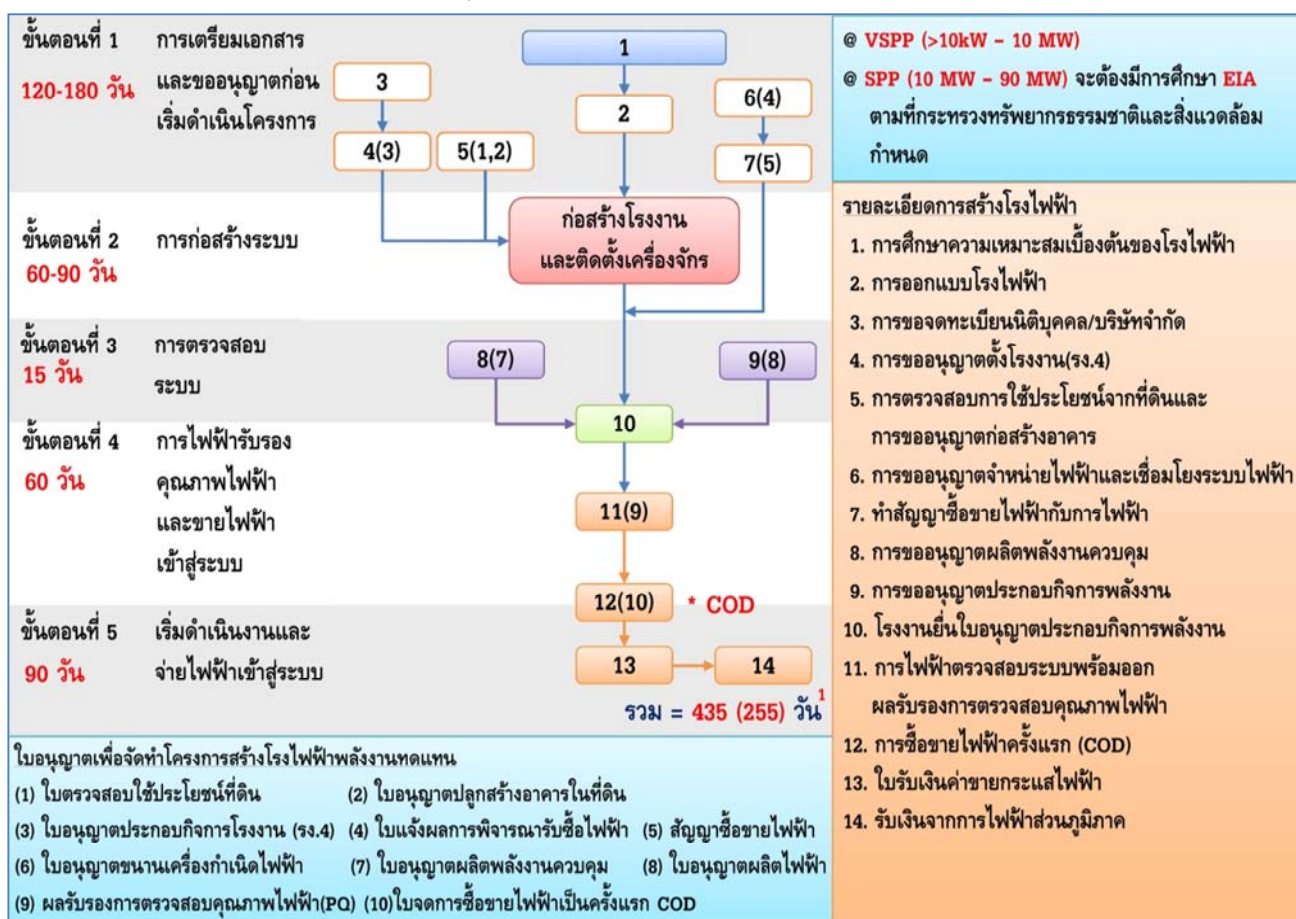 ขั้นตอนที่ 1 การเตรียมเอกสาร
120-180 วัน และขออนุญาตก่อน
เริ่มดำเนินโครงการ
1
3
2
6(4)
4(3) 5(1,2)
7(5)
ขั้นตอนที่ 2 การก่อสร้างระบบ
60-90 วัน
ก่อสร้างโรงงาน
และติดตั้งเครื่องจักร
ขั้นตอนที่ 3 การตรวจสอบ
15 วัน ระบบ
8(7) 9(8)
10
ขั้นตอนที่ 4 การไฟฟ้ารับรอง
60 วัน คุณภาพไฟฟ้า
และขายไฟฟ้า
เข้าสู่ระบบ
11(9)
12(10) * COD
ขั้นตอนที่ 5 เริ่มดำเนินงานและ
90 วัน จ่ายไฟฟ้าเข้าสู่ระบบ
13 14
รวม = 435 (255) วัน1
@ VSPP (>10kW – 10 MW)
@ SPP (10 MW – 90 MW) จะต้องมีการศึกษา EIA
ตามที่กระทรวงทรัพยากรธรรมชาติและสิ่งแวดล้อม
กำหนด
รายละเอียดการสร้างโรงไฟฟ้า
1. การศึกษาความเหมาะสมเบื้องต้นของโรงไฟฟ้า
2. การออกแบบโรงไฟฟ้า
3. การขอจดทะเบียนนิติบุคคล/บริษัทจำกัด
4. การขออนุญาตตั้งโรงงาน(รง.4)
5. การตรวจสอบการใช้ประโยชน์จากที่ดินและ
การขออนุญาตก่อสร้างอาคาร
6. การขออนุญาตจำหน่ายไฟฟ้าและเชื่อมโยงระบบไฟฟ้า
7. ทำสัญญาซื้อขายไฟฟ้ากับการไฟฟ้า
8. การขออนุญาตผลิตพลังงานควบคุม
9. การขออนุญาตประกอบกิจการพลังงาน
10. โรงงานยื่นใบอนุญาตประกอบกิจการพลังงาน
11. การไฟฟ้าตรวจสอบระบบพร้อมออก
ผลรับรองการตรวจสอบคุณภาพไฟฟ้า
12. การซื้อขายไฟฟ้าครั้งแรก (COD)
13. ใบรับเงินค่าขายกระแสไฟฟ้า
14. รับเงินจากการไฟฟ้าส่วนภูมิภาค
ใบอนุญาตเพื่อจัดทำโครงการสร้างโรงไฟฟ้าพลังงานทดแทน
(1) ใบตรวจสอบใช้ประโยชน์ที่ดิน (2) ใบอนุญาตปลูกสร้างอาคารในที่ดิน
(3) ใบอนุญาตประกอบกิจการโรงงาน (รง.4) (4) ใบแจ้งผลการพิจารณารับซื้อไฟฟ้า (5) สัญญาซื้อขายไฟฟ้า
(6) ใบอนุญาตขนานเครื่องกำเนิดไฟฟ้า (7) ใบอนุญาตผลิตพลังงานควบคุม (8) ใบอนุญาตผลิตไฟฟ้า
(9) ผลรับรองการตรวจสอบคุณภาพไฟฟ้า(PQ) (10)ใบจดการซื้อขายไฟฟ้าเป็นครั้งแรก COD